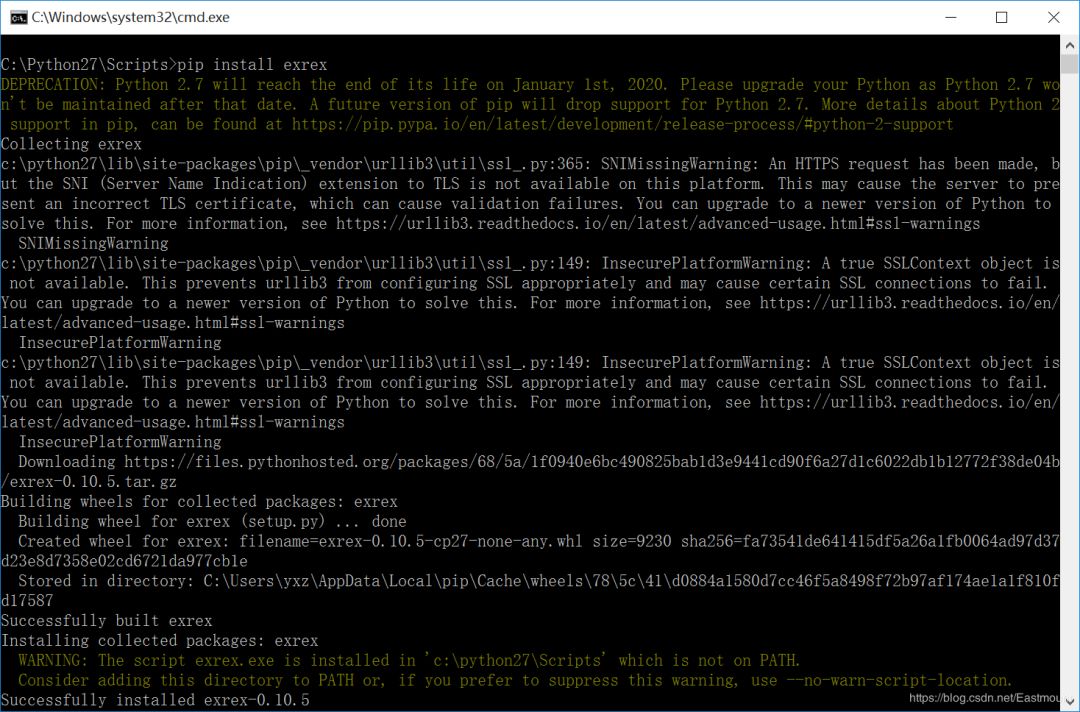 C:\Windows\system32\cmd.exe
C:\Python27\Scripts>pip install exrex
DEPRECATION: Python 2.7 will reach the end of its life on January 1st, 2020. Please upgrade your Python as Python 2.7 wo
n't be maintained after that date. A future version of pip will drop support for Python 2.7. More details about Python 2
 support in pip, can be found at https://pip.pypa.io/en/latest/development/release-process/#python-2-support
Collecting exrex
c:\python27\lib\site-packages\pip\_vendor\urllib3\util\ssl_.py:365: SNIMissingWarning: An HTTPS request has been made, b
ut the SNI (Server Name Indication) extension to TLS is not available on this platform. This may cause the server to pre
sent an incorrect TLS certificate, which can cause validation failures. You can upgrade to a newer version of Python to
solve this. For more information, see https://urllib3.readthedocs.io/en/latest/advanced-usage.html#ssl-warnings
  SNIMissingWarning
c:\python27\lib\site-packages\pip\_vendor\urllib3\util\ssl_.py:149: InsecurePlatformWarning: A true SSLContext object is
 not available. This prevents urllib3 from configuring SSL appropriately and may cause certain SSL connections to fail.
You can upgrade to a newer version of Python to solve this. For more information, see https://urllib3.readthedocs.io/en/
latest/advanced-usage.html#ssl-warnings
  InsecurePlatformWarning
c:\python27\lib\site-packages\pip\_vendor\urllib3\util\ssl_.py:149: InsecurePlatformWarning: A true SSLContext object is
 not available. This prevents urllib3 from configuring SSL appropriately and may cause certain SSL connections to fail.
You can upgrade to a newer version of Python to solve this. For more information, see https://urllib3.readthedocs.io/en/
latest/advanced-usage.html#ssl-warnings
  InsecurePlatformWarning
  Downloading https://files.pythonhosted.org/packages/68/5a/1f0940e6bc490825bab1d3e9441cd90f6a27d1c6022db1b12772f38de04b
/exrex-0.10.5.tar.gz
Building wheels for collected packages: exrex
  Building wheel for exrex (setup.py) ... done
  Created wheel for exrex: filename=exrex-0.10.5-cp27-none-any.whl size=9230 sha256=fa73541de641415df5a26a1fb0064ad97d37
d23e8d7358e02cd6721da977cb1e
  Stored in directory: C:\Users\yxz\AppData\Local\pip\Cache\wheels\78\5c\41\d0884a1580d7cc46f5a8498f72b97af174ae1a1f810f
d17587
Successfully built exrex
Installing collected packages: exrex
  WARNING: The script exrex.exe is installed in 'c:\python27\Scripts' which is not on PATH.
  Consider adding this directory to PATH or, if you prefer to suppress this warning, use --no-warn-script-location.
Successfully installed exrex-0.10.5
https://blog.csdn.net/Eastmou